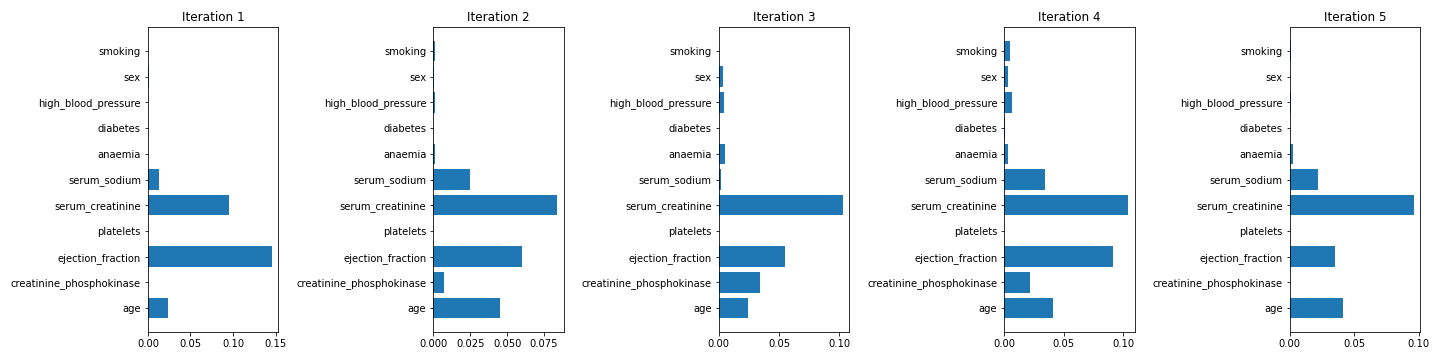 Iteration 1
smoking
sex
high_blood_pressure
diabetes
anaemia
serum_sodium
serum_creatinine
platelets
ejection_fraction
creatinine_phosphokinase
age
0.00 0.05 0.10 0.15
Iteration 2
smoking
sex
high_blood_pressure
diabetes
anaemia
serum_sodium
serum_creatinine
platelets
ejection_fraction
creatinine_phosphokinase
age
0.000 0.025 0.050 0.075
Iteration 3
smoking
sex
high_blood_pressure
diabetes
anaemia
serum_sodium
serum_creatinine
platelets
ejection_fraction
creatinine_phosphokinase
age
0.00 0.05 0.10
Iteration 4
smoking
sex
high_blood_pressure
diabetes
anaemia
serum_sodium
serum_creatinine
platelets
ejection_fraction
creatinine_phosphokinase
age
0.00 0.05 0.10
Iteration 5
smoking
sex
high_blood_pressure
diabetes
anaemia
serum_sodium
serum_creatinine
platelets
ejection_fraction
creatinine_phosphokinase
age
0.00 0.05 0.10